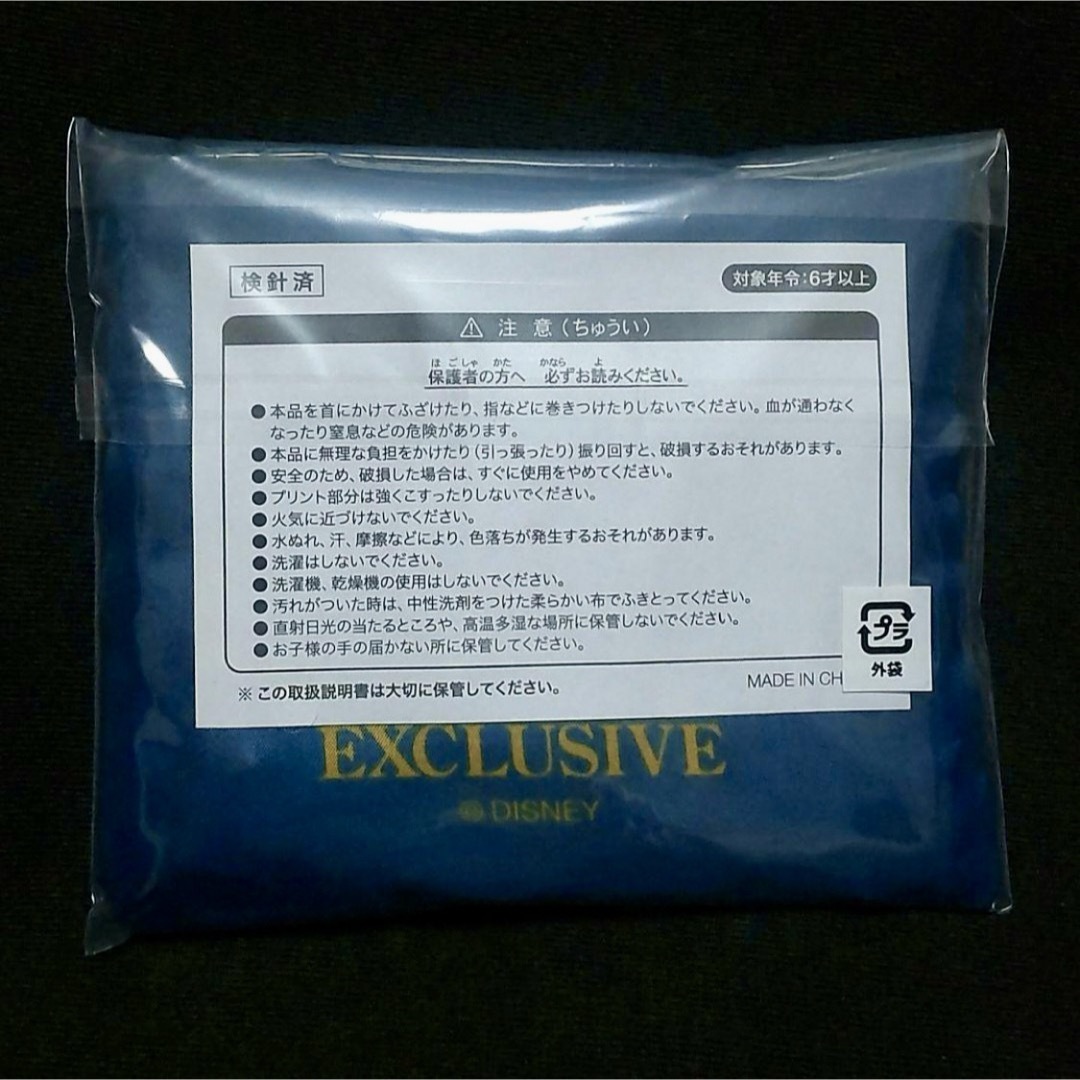 検針済
対象年令:6才以上
⚠ 注 意(ちゅうい)
ほごしゃ かた かなら よ
保護者の方へ 必ずお読みください。
●本品を首にかけてふざけたり、指などに巻きつけたりしないでください。血が通わなく
なったり窒息などの危険があります。
●本品に無理な負担をかけたり(引っ張ったり)振り回すと、破損するおそれがあります。
●安全のため、破損した場合は、すぐに使用をやめてください。
●プリント部分は強くこすったりしないでください。
●火気に近づけないでください。
●水ぬれ、汗、摩擦などにより、色落ちが発生するおそれがあります。
●洗濯はしないでください。
●洗濯機、乾燥機の使用はしないでください。
●汚れがついた時は、中性洗剤をつけた柔らかい布でふきとってください。
●直射日光の当たるところや、高温多湿な場所に保管しないでください。
●お子様の手の届かない所に保管してください。
※この取扱説明書は大切に保管してください。
MADE IN CH
プラ
外袋
EXCLUSIVE
© DISNEY